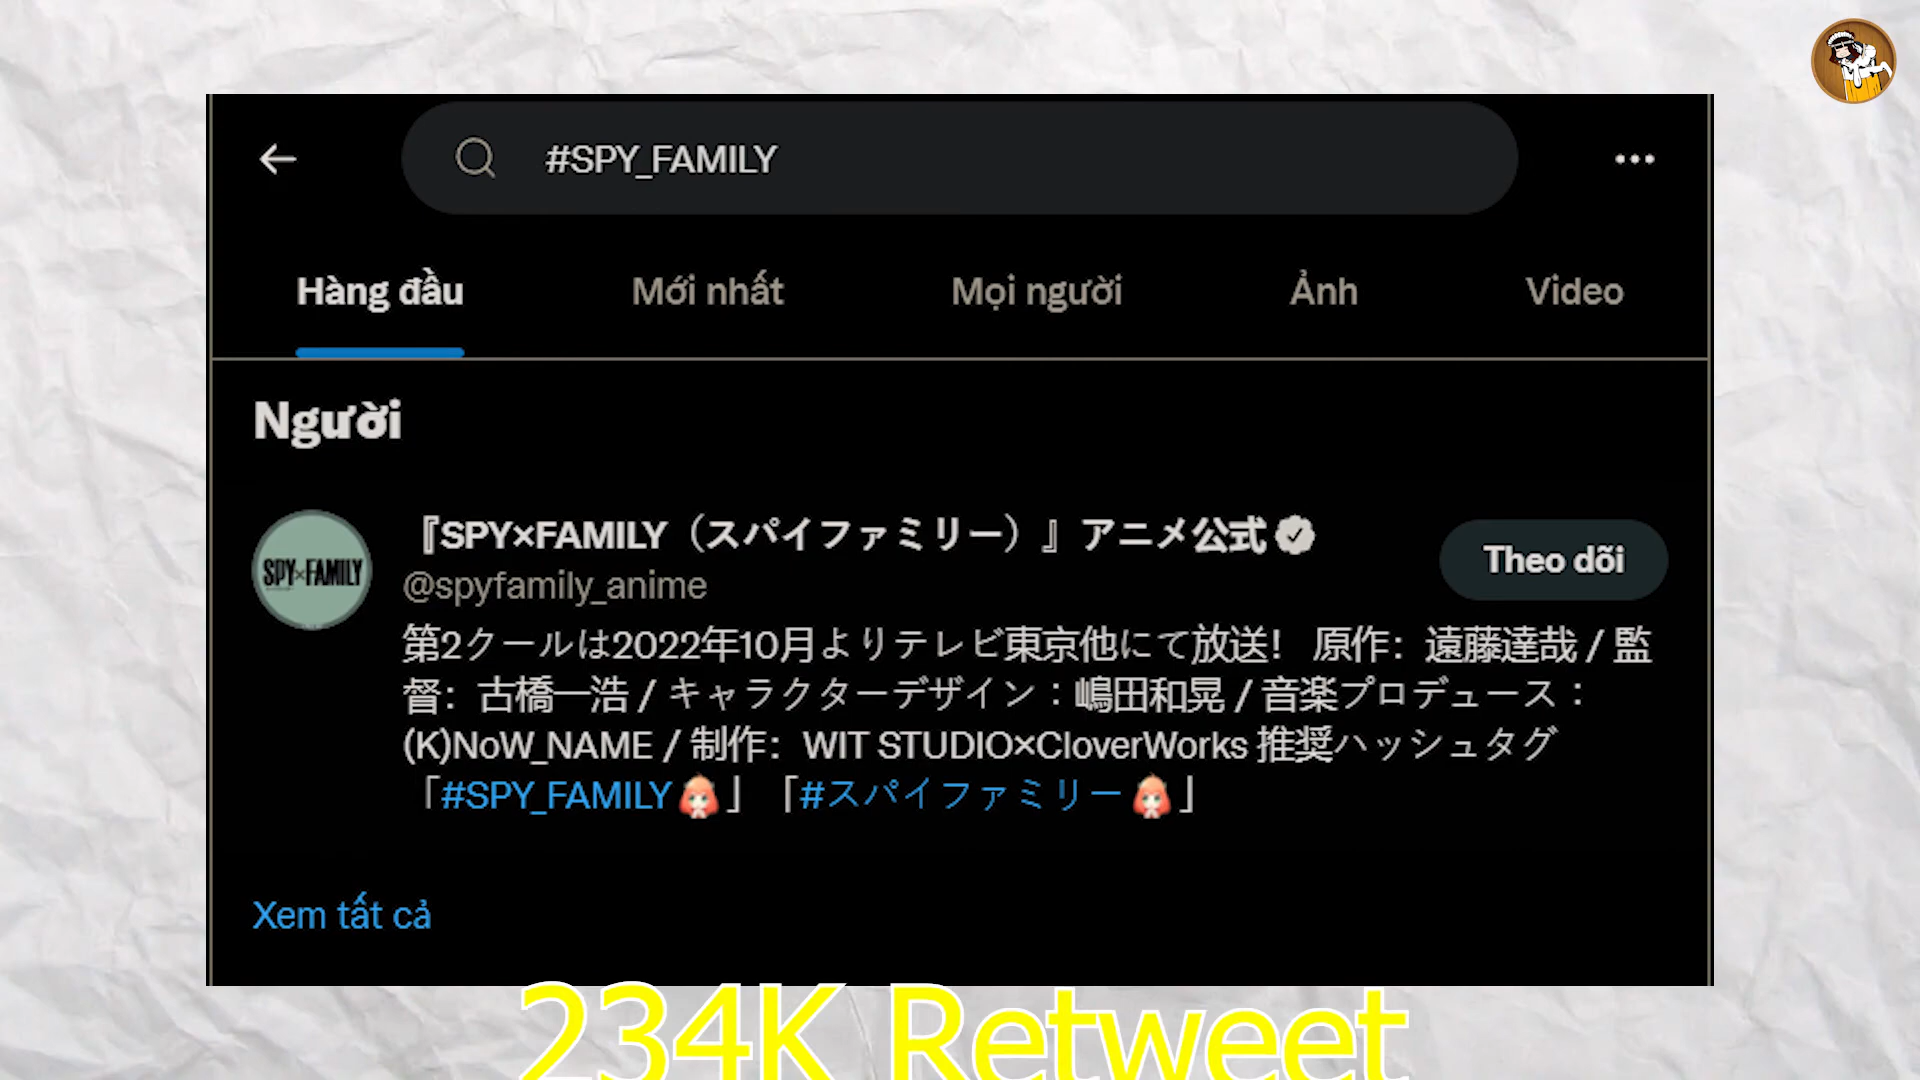 #SPY_FAMILY
Hàng đầu Mới nhất Mọi người Ảnh Video
Người
『SPY×FAMILY（スパイファミリー）』アニメ公式
Theo dõi
SPY×FAMILY
@spyfamily_anime
第2クールは2022年10月よりテレビ東京他にて放送! 原作：遠藤達哉 / 監
督：古橋一浩 / キャラクターデザイン：嶋田和晃 / 音楽プロデュース：
(K)NoW_NAME / 制作：WIT STUDIO×CloverWorks 推奨ハッシュタグ
「#SPY_FAMILY」「#スパイファミリー」
Xem tất cả
234K Retweet